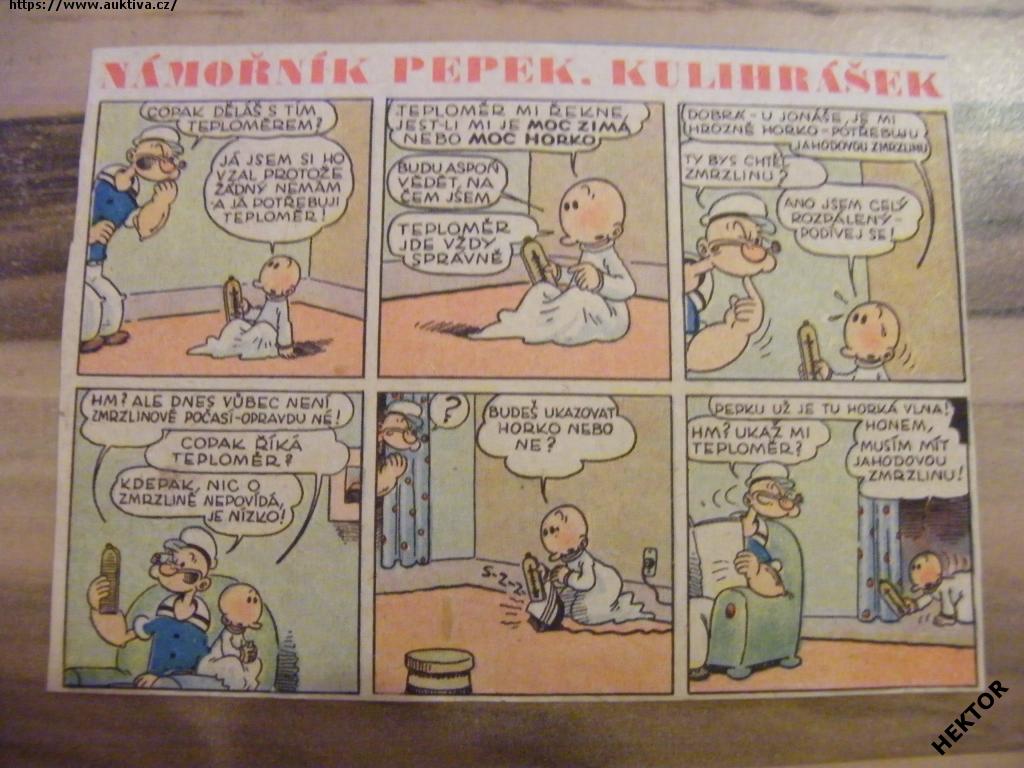 https://www.auktiva.cz/
NÁMOŘNÍK PEPEK. KULIHRÁŠEK
COPAK DĚLÁŠ S TÍM
TEPLOMĚREM?
JÁ JSEM SI HO
VZAL PROTOŽE
ŽÁDNÝ NEMÁM
A JÁ POTŘEBUJI
TEPLOMĚR!
TEPLOMĚR MI ŘEKNE,
JEST-LI MI JE MOC ZIMA
NEBO MOC HORKO
BUDU ASPOŇ
VĚDĚT, NA
ČEM JSEM
TEPLOMĚR
JDE VŽDY
SPRÁVNĚ
DOBRÁ - U JONÁŠE, JE MI
HROZNĚ HORKO - POTŘEBUJU
JAHODOVOU ZMRZLINU
TY BYS CHTĚL
ZMRZLINU?
ANO JSEM CELÝ
ROZPÁLENÝ -
PODÍVEJ SE!
HM? ALE DNES VŮBEC NENÍ
ZMRZLINOVÉ POČASÍ - OPRAVDU NE!
COPAK ŘÍKÁ
TEPLOMĚR?
KDEPAK, NIC O
ZMRZLINĚ NEPOVÍDÁ,
JE NÍZKO!
?
BUDEŠ UKAZOVAT
HORKO NEBO
NE?
S-Z-Z
PEPKU UŽ JE TU HORKÁ VLNA!
HM? UKAŽ MI
TEPLOMĚR?
HONEM,
MUSÍM MÍT
JAHODOVOU
ZMRZLINU!
HEKTOR